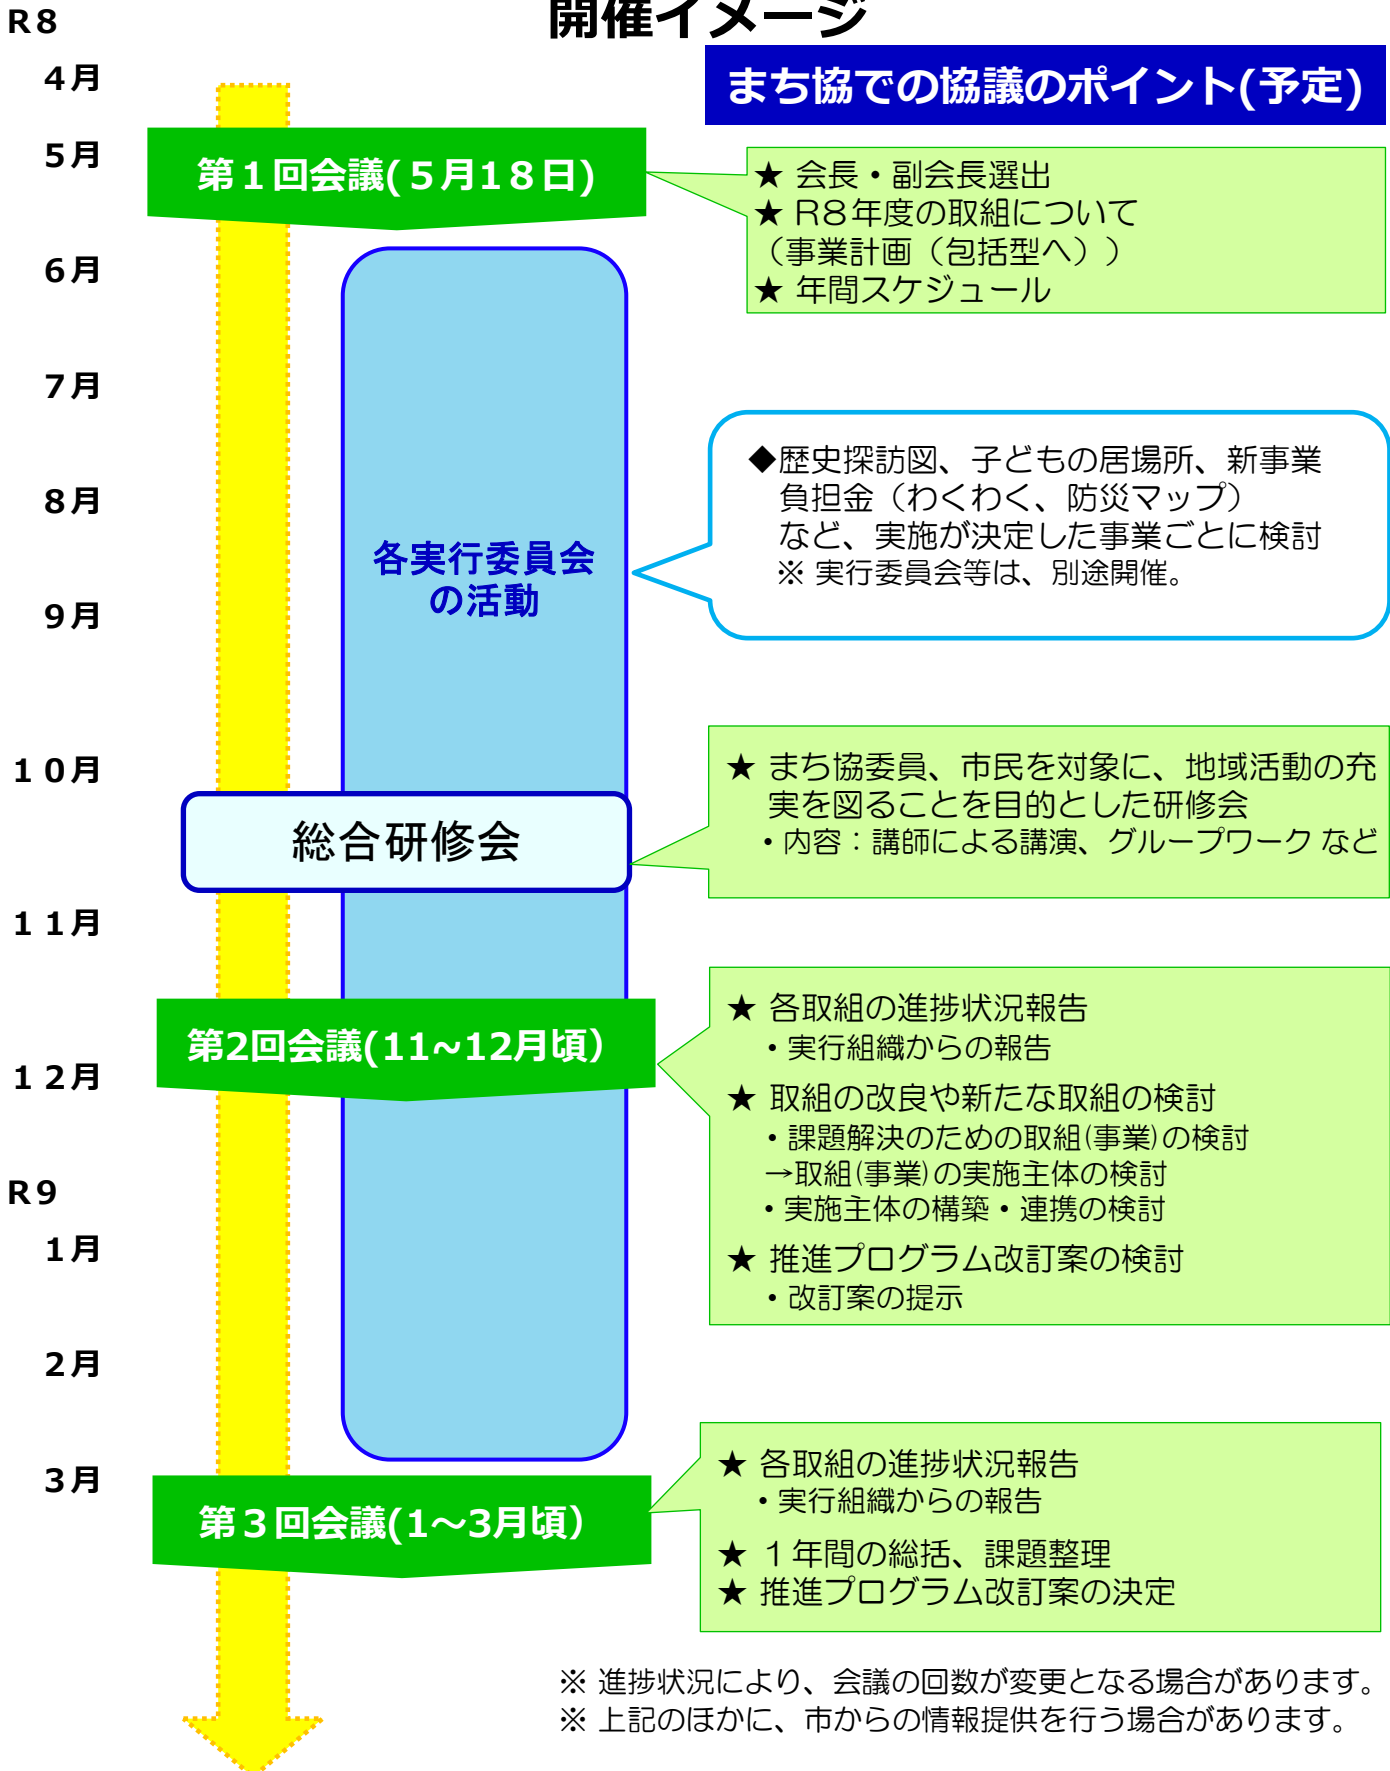 開催イメージ
R8
4月
まち協での協議のポイント(予定)
5月
第１回会議(５月1８日)
★ 会長・副会長選出
★ R8年度の取組について
（事業計画（包括型へ））
★ 年間スケジュール
6月
7月
8月
各実行委員会
の活動
◆歴史探訪図、子どもの居場所、新事業
負担金（わくわく、防災マップ）
など、実施が決定した事業ごとに検討
※ 実行委員会等は、別途開催。
9月
10月
総合研修会
★ まち協委員、市民を対象に、地域活動の充
実を図ることを目的とした研修会
・内容：講師による講演、グループワーク など
11月
第2回会議(11~12月頃）
★ 各取組の進捗状況報告
・実行組織からの報告
★ 取組の改良や新たな取組の検討
・課題解決のための取組(事業)の検討
→取組(事業)の実施主体の検討
・実施主体の構築・連携の検討
★ 推進プログラム改訂案の検討
・改訂案の提示
12月
R9
1月
2月
3月
第３回会議(1～3月頃）
★ 各取組の進捗状況報告
・実行組織からの報告
★ １年間の総括、課題整理
★ 推進プログラム改訂案の決定
※ 進捗状況により、会議の回数が変更となる場合があります。
※ 上記のほかに、市からの情報提供を行う場合があります。